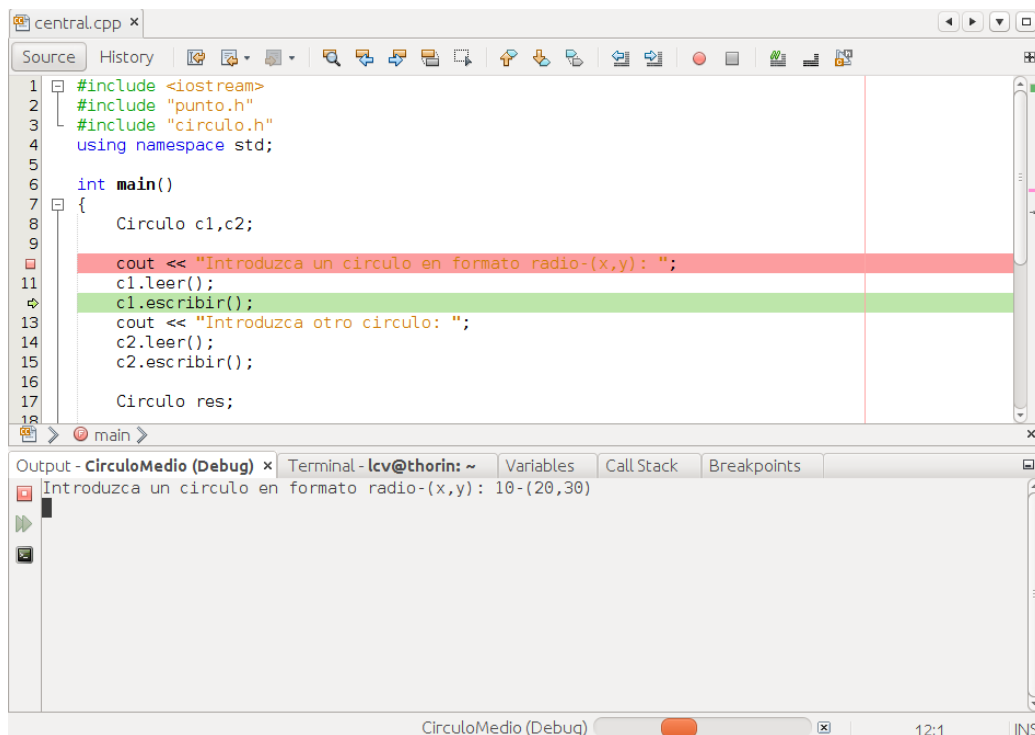 central.cpp ×
Source History
1 #include <iostream>
2 #include "punto.h"
3 #include "circulo.h"
4 using namespace std;
5
6 int main()
7 {
8 Circulo c1,c2;
9
cout << "Introduzca un circulo en formato radio-(x,y): ";
11 c1.leer();
c1.escribir();
13 cout << "Introduzca otro circulo: ";
14 c2.leer();
15 c2.escribir();
16
17 Circulo res;
18
main
Output - CirculoMedio (Debug) × Terminal - lcv@thorin: ~ Variables Call Stack Breakpoints
Introduzca un circulo en formato radio-(x,y): 10-(20,30)
CirculoMedio (Debug) 12:1 INS